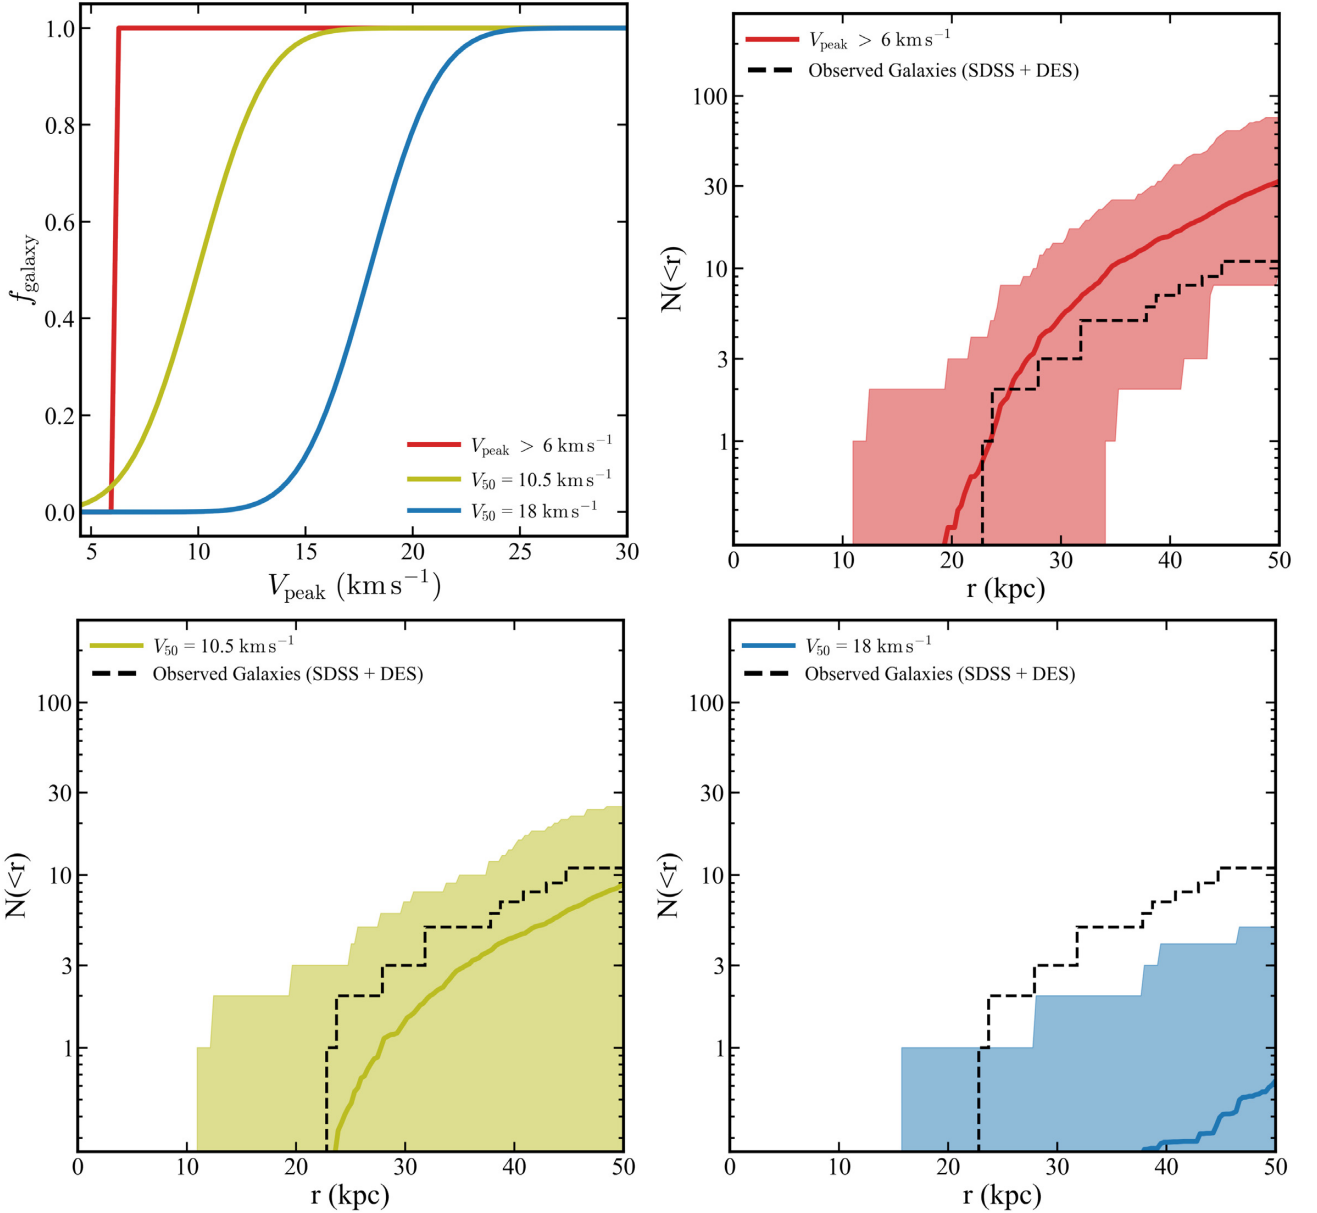 1.0
0.8
0.6
0.4
0.2
0.0
f_galaxy
5 10 15 20 25 30
V_peak (km s⁻¹)
V_peak > 6 km s⁻¹
V₅₀ = 10.5 km s⁻¹
V₅₀ = 18 km s⁻¹
V_peak > 6 km s⁻¹
Observed Galaxies (SDSS + DES)
100
30
10
3
1
N(<r)
0 10 20 30 40 50
r (kpc)
V₅₀ = 10.5 km s⁻¹
Observed Galaxies (SDSS + DES)
100
30
10
3
1
N(<r)
0 10 20 30 40 50
r (kpc)
V₅₀ = 18 km s⁻¹
Observed Galaxies (SDSS + DES)
100
30
10
3
1
N(<r)
0 10 20 30 40 50
r (kpc)